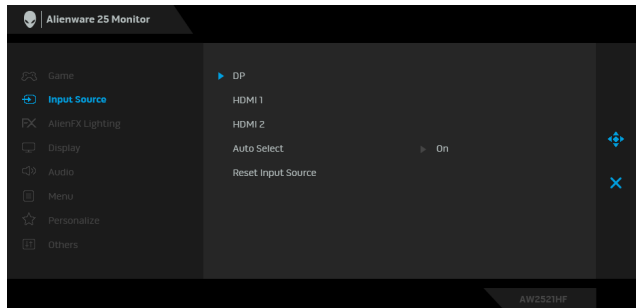 Alienware 25 Monitor
Game
Input Source
FX AlienFX Lighting
Display
Audio
Menu
Personalize
Others
DP
HDMI 1
HDMI 2
Auto Select On
Reset Input Source
AW2521HF